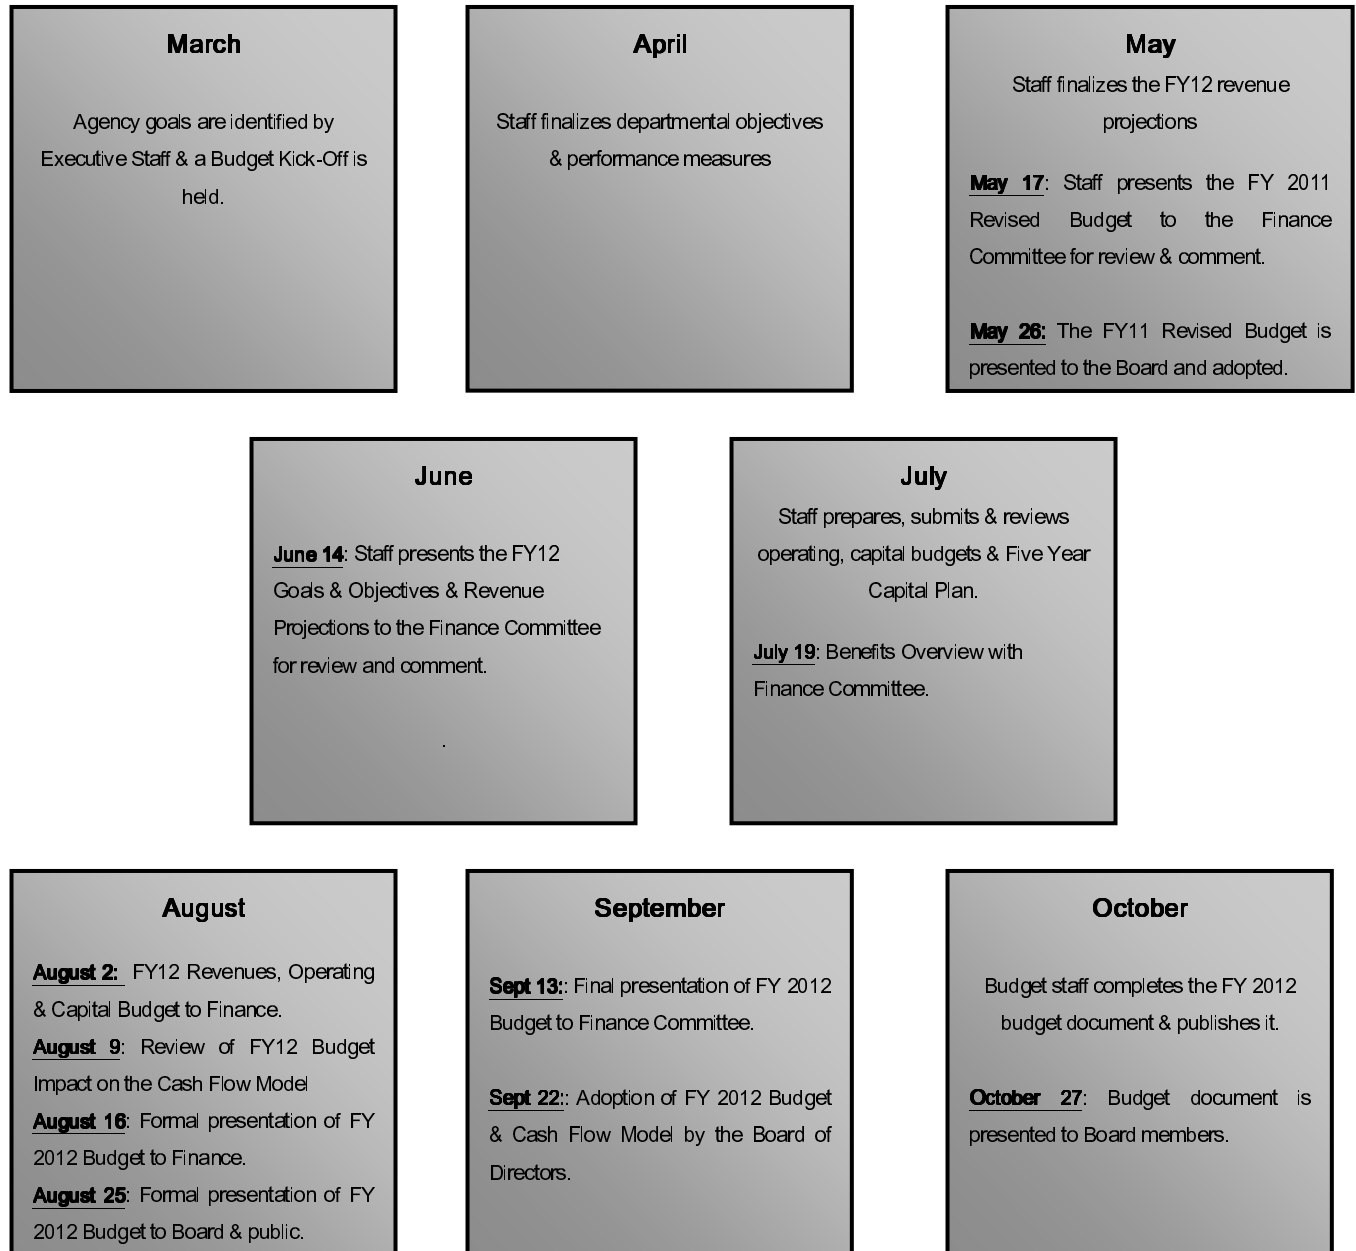 March
Agency goals are identified by
Executive Staff & a Budget Kick-Off is
held.
April
Staff finalizes departmental objectives
& performance measures
May
Staff finalizes the FY12 revenue
projections
May 17: Staff presents the FY 2011
Revised Budget to the Finance
Committee for review & comment.
May 26: The FY11 Revised Budget is
presented to the Board and adopted.
June
June 14: Staff presents the FY12
Goals & Objectives & Revenue
Projections to the Finance Committee
for review and comment.
.
July
Staff prepares, submits & reviews
operating, capital budgets & Five Year
Capital Plan.
July 19: Benefits Overview with
Finance Committee.
August
August 2: FY12 Revenues, Operating
& Capital Budget to Finance.
August 9: Review of FY12 Budget
Impact on the Cash Flow Model
August 16: Formal presentation of FY
2012 Budget to Finance.
August 25: Formal presentation of FY
2012 Budget to Board & public.
September
Sept 13:: Final presentation of FY 2012
Budget to Finance Committee.
Sept 22:: Adoption of FY 2012 Budget
& Cash Flow Model by the Board of
Directors.
October
Budget staff completes the FY 2012
budget document & publishes it.
October 27: Budget document is
presented to Board members.